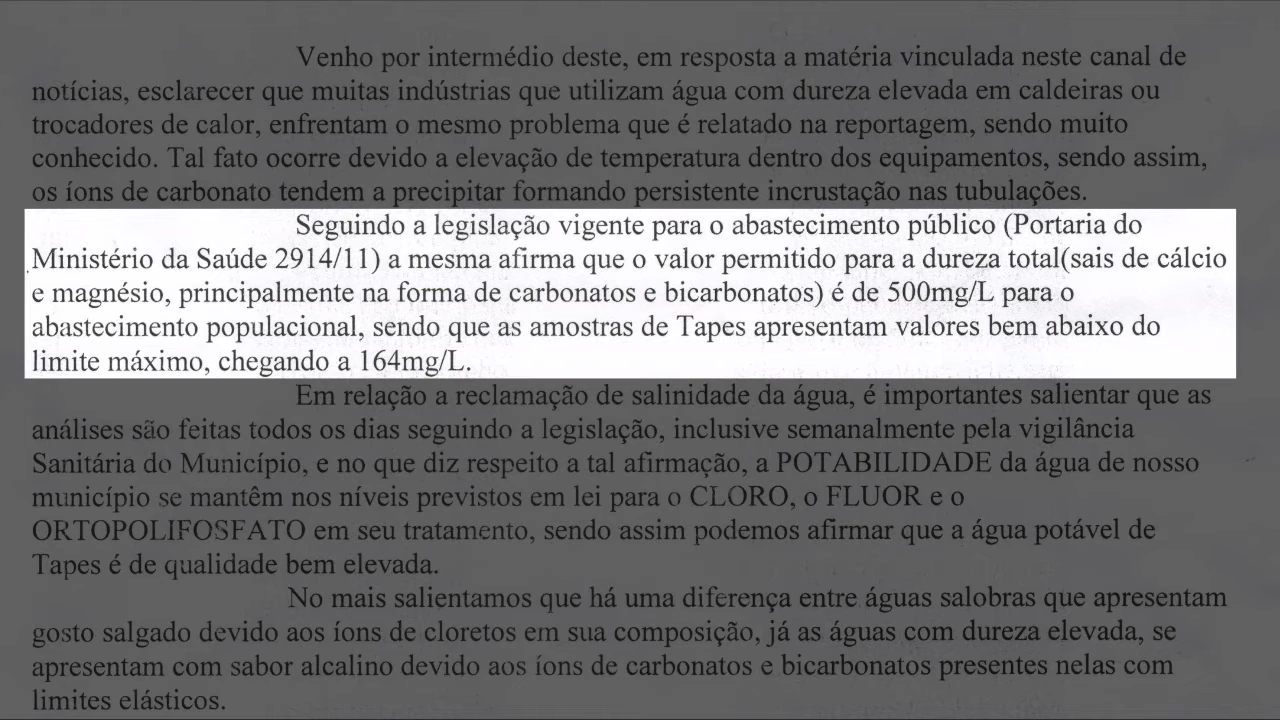 Venho por intermédio deste, em resposta a matéria vinculada neste canal de
notícias, esclarecer que muitas indústrias que utilizam água com dureza elevada em caldeiras ou
trocadores de calor, enfrentam o mesmo problema que é relatado na reportagem, sendo muito
conhecido. Tal fato ocorre devido a elevação de temperatura dentro dos equipamentos, sendo assim,
os íons de carbonato tendem a precipitar formando persistente incrustação nas tubulações.
Seguindo a legislação vigente para o abastecimento público (Portaria do
Ministério da Saúde 2914/11) a mesma afirma que o valor permitido para a dureza total(sais de cálcio
e magnésio, principalmente na forma de carbonatos e bicarbonatos) é de 500mg/L para o
abastecimento populacional, sendo que as amostras de Tapes apresentam valores bem abaixo do
limite máximo, chegando a 164mg/L.
Em relação a reclamação de salinidade da água, é importantes salientar que as
análises são feitas todos os dias seguindo a legislação, inclusive semanalmente pela vigilância
Sanitária do Município, e no que diz respeito a tal afirmação, a POTABILIDADE da água de nosso
município se mantêm nos níveis previstos em lei para o CLORO, o FLUOR e o
ORTOPOLIFOSFATO em seu tratamento, sendo assim podemos afirmar que a água potável de
Tapes é de qualidade bem elevada.
No mais salientamos que há uma diferença entre águas salobras que apresentam
gosto salgado devido aos íons de cloretos em sua composição, já as águas com dureza elevada, se
apresentam com sabor alcalino devido aos íons de carbonatos e bicarbonatos presentes nelas com
limites elásticos.